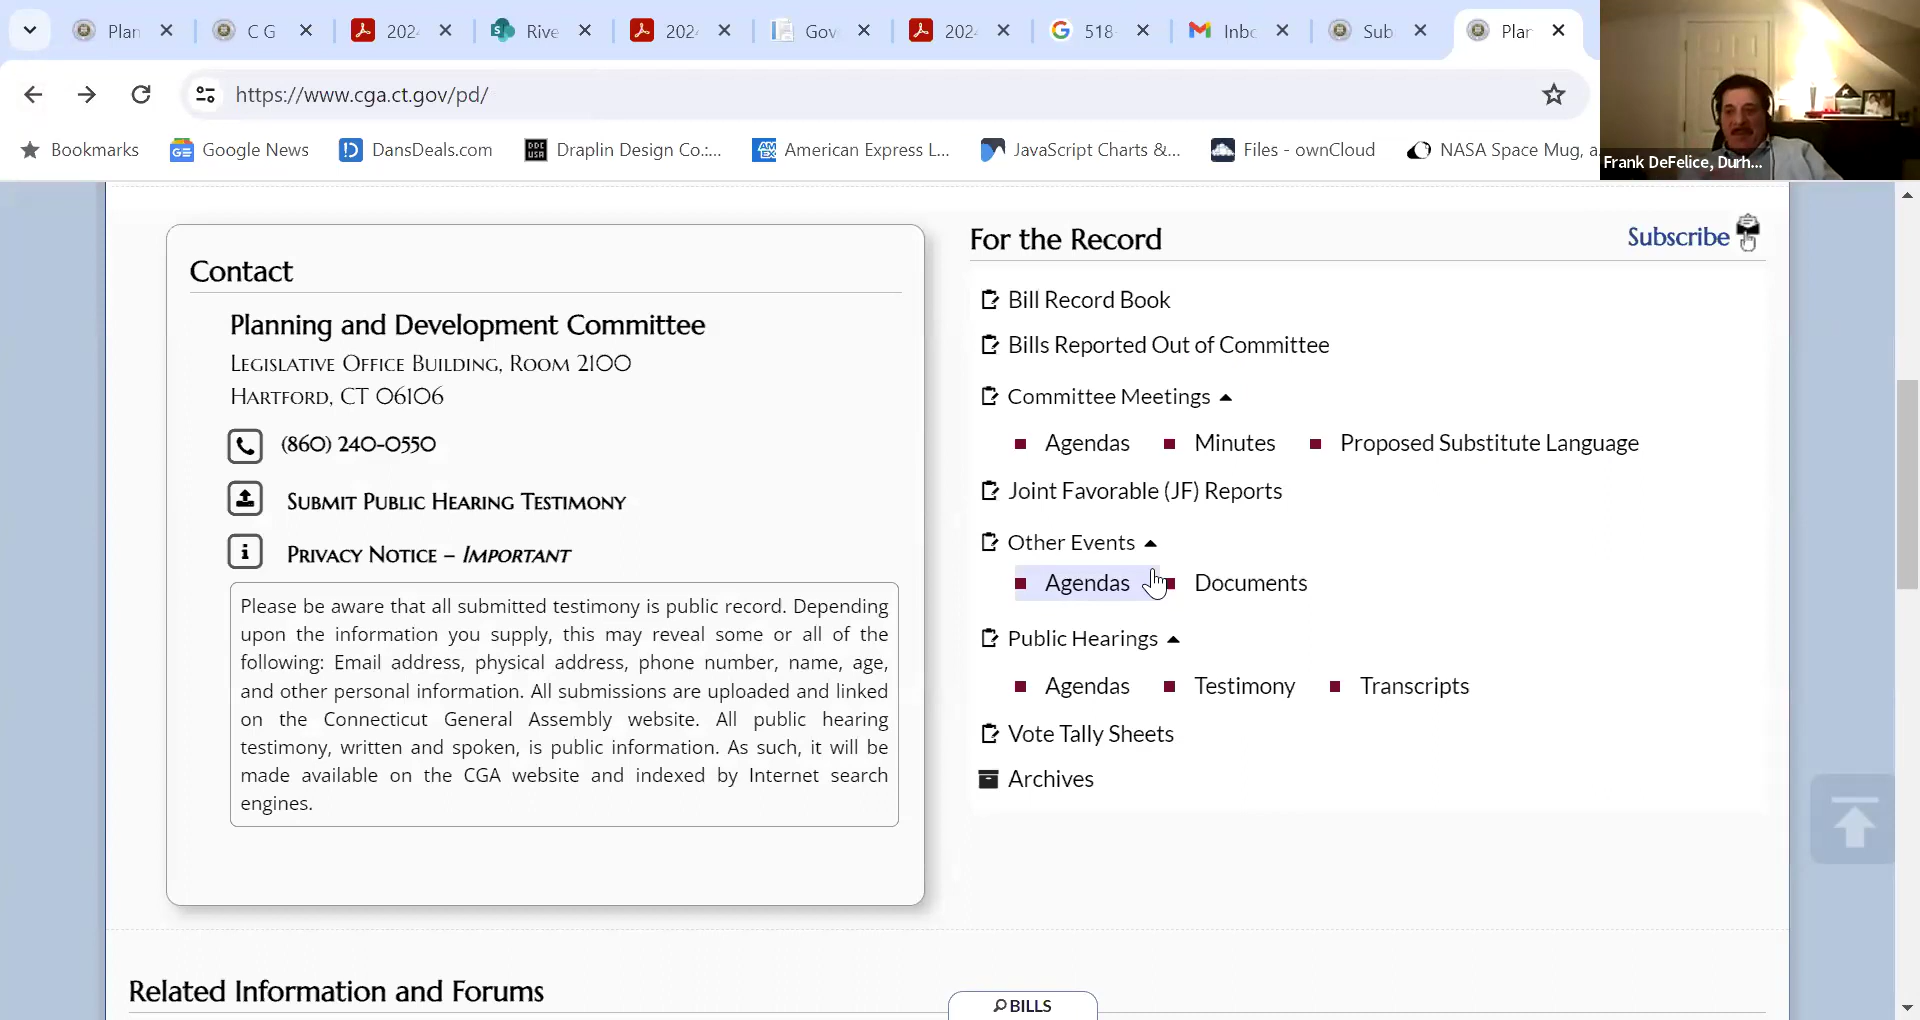 Plan
C G
202
Rive
202
Gov
202
518
Inbo
Sub
Plan
https://www.cga.ct.gov/pd/
Bookmarks
Google News
DansDeals.com
Draplin Design Co.:...
American Express L...
JavaScript Charts &...
Files - ownCloud
NASA Space Mug, a
Frank DeFelice, Durh...
Contact
Planning and Development Committee
Legislative Office Building, Room 2100
Hartford, CT 06106
(860) 240-0550
Submit Public Hearing Testimony
Privacy Notice – Important
Please be aware that all submitted testimony is public record. Depending
upon the information you supply, this may reveal some or all of the
following: Email address, physical address, phone number, name, age,
and other personal information. All submissions are uploaded and linked
on the Connecticut General Assembly website. All public hearing
testimony, written and spoken, is public information. As such, it will be
made available on the CGA website and indexed by Internet search
engines.
For the Record
Subscribe
Bill Record Book
Bills Reported Out of Committee
Committee Meetings
Agendas Minutes Proposed Substitute Language
Joint Favorable (JF) Reports
Other Events
Agendas Documents
Public Hearings
Agendas Testimony Transcripts
Vote Tally Sheets
Archives
Related Information and Forums
BILLS